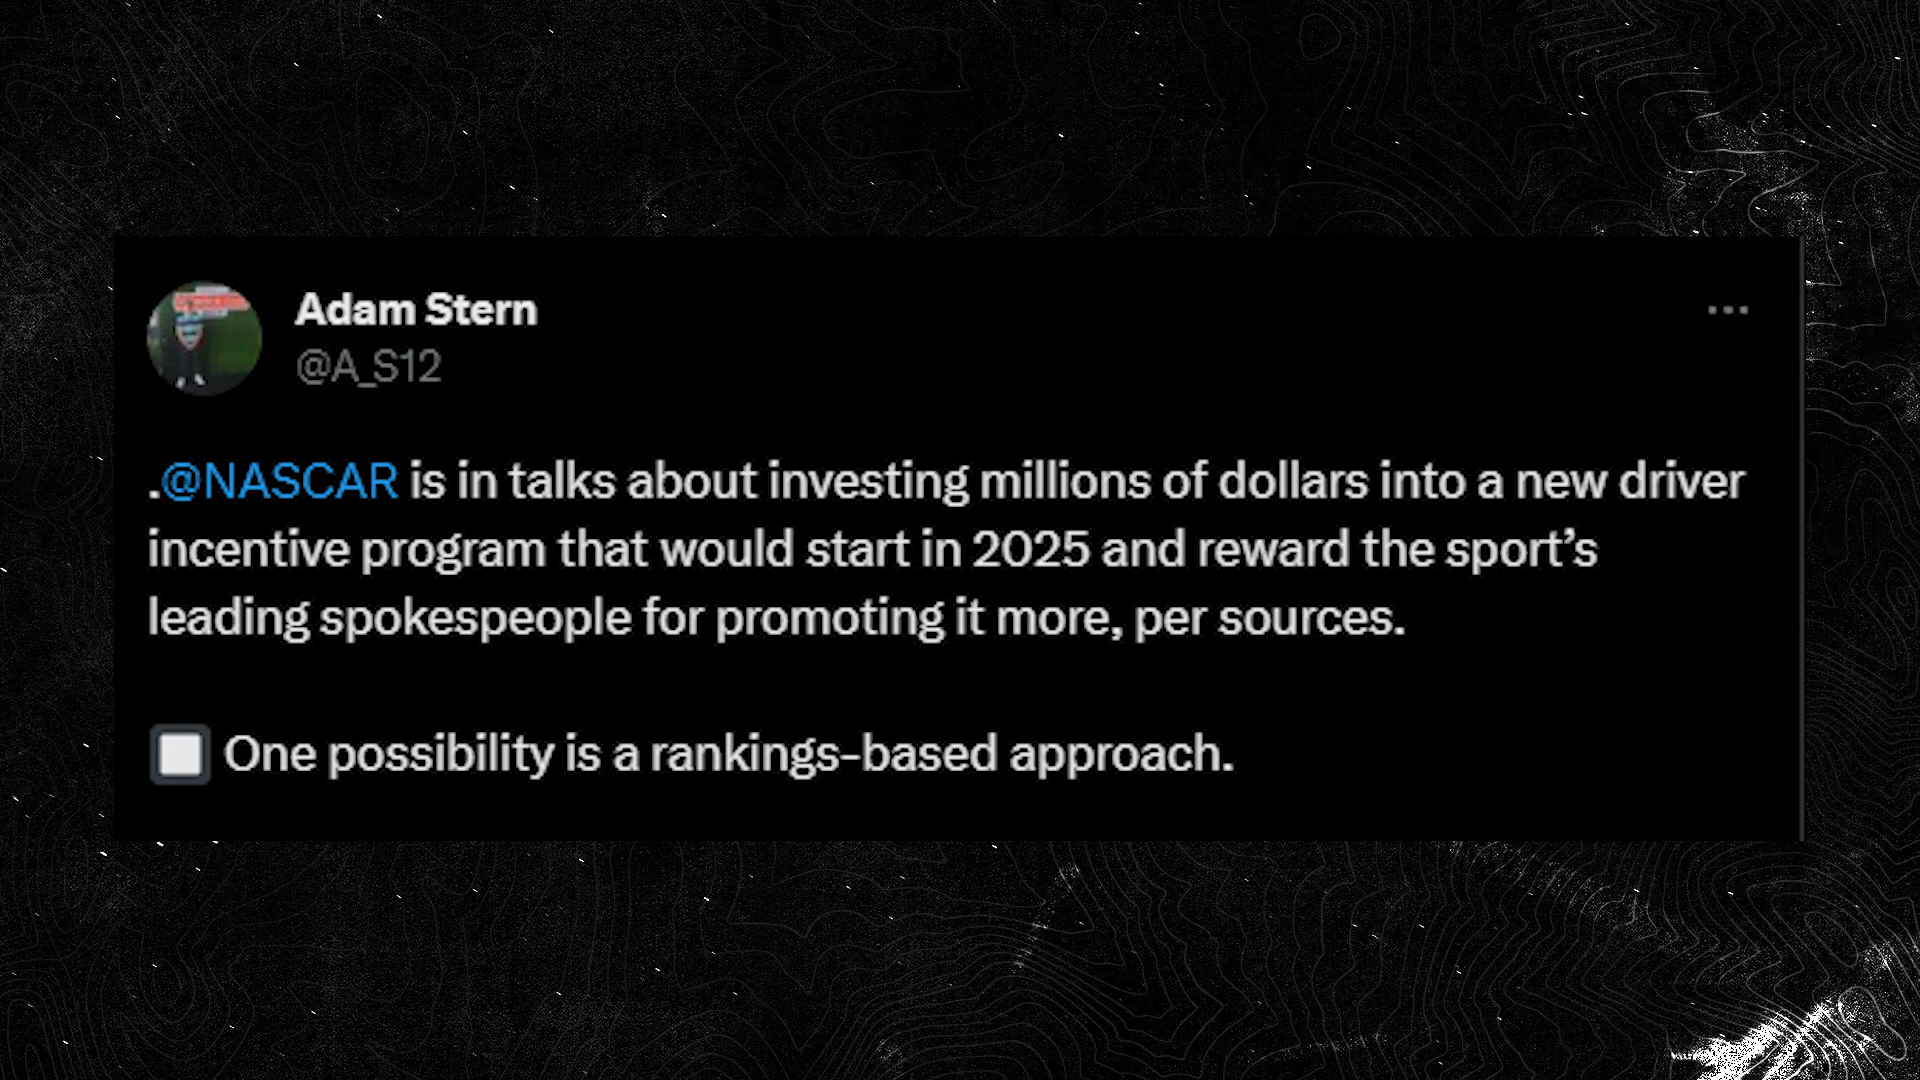 Adam Stern
@A_S12
.@NASCAR is in talks about investing millions of dollars into a new driver
incentive program that would start in 2025 and reward the sport’s
leading spokespeople for promoting it more, per sources.
One possibility is a rankings-based approach.